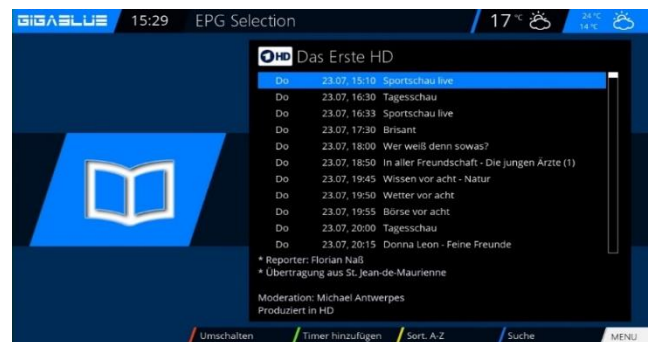 GIGABLUE 15:29 EPG Selection 17 °C 24 °C
14 °C
1 HD Das Erste HD
Do 23.07, 15:10 Sportschau live
Do 23.07, 16:30 Tagesschau
Do 23.07, 16:33 Sportschau live
Do 23.07, 17:30 Brisant
Do 23.07, 18:00 Wer weiß denn sowas?
Do 23.07, 18:50 In aller Freundschaft - Die jungen Ärzte (1)
Do 23.07, 19:45 Wissen vor acht - Natur
Do 23.07, 19:50 Wetter vor acht
Do 23.07, 19:55 Börse vor acht
Do 23.07, 20:00 Tagesschau
Do 23.07, 20:15 Donna Leon - Feine Freunde
* Reporter: Florian Naß
* Übertragung aus St. Jean-de-Maurienne
Moderation: Michael Antwerpes
Produziert in HD
Umschalten Timer hinzufügen Sort. A-Z Suche MENU